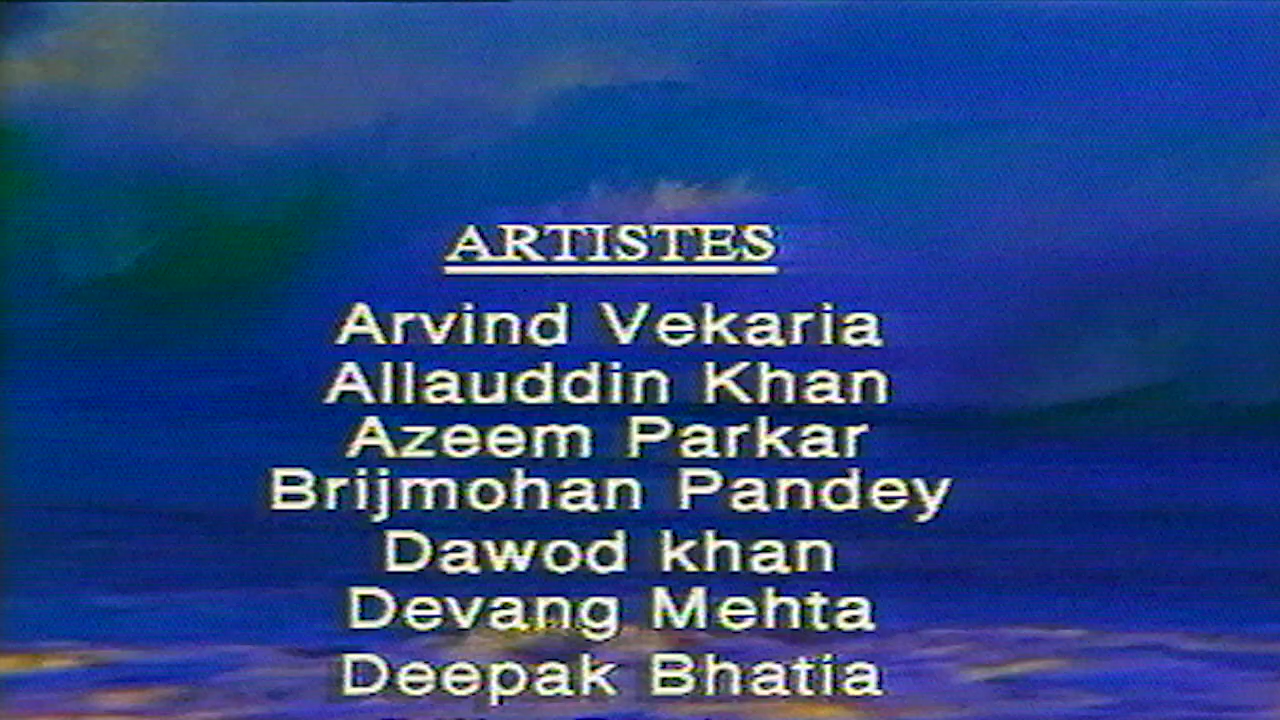 ARTISTES
Arvind Vekaria
Allauddin Khan
Azeem Parkar
Brijmohan Pandey
Dawod khan
Devang Mehta
Deepak Bhatia